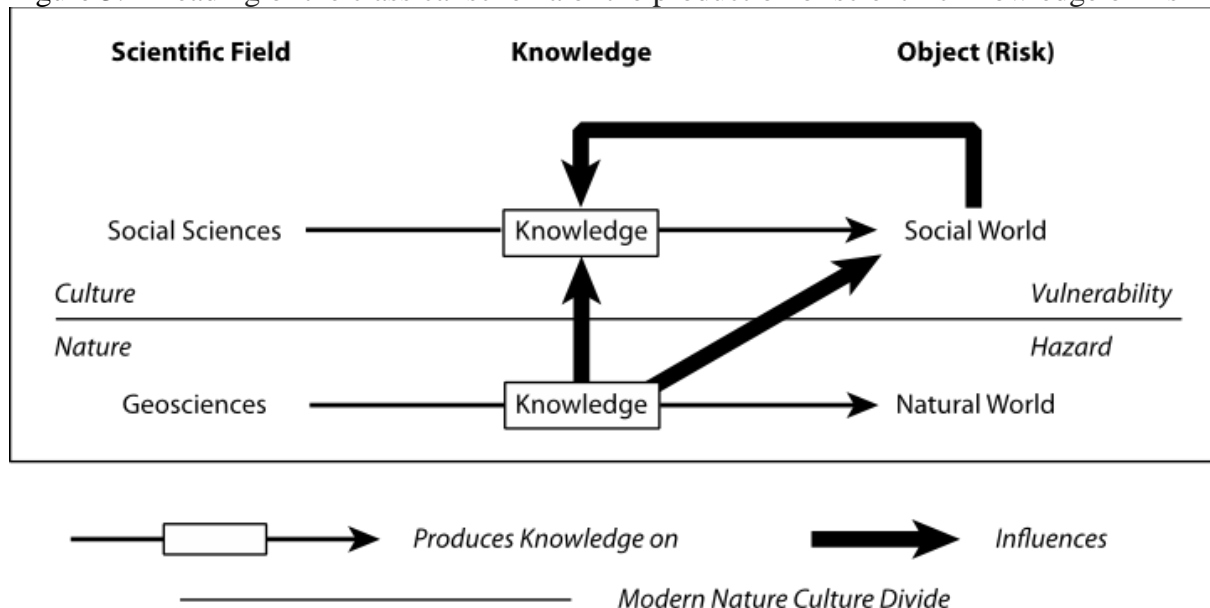 Scientific Field Knowledge Object (Risk)
Social Sciences Knowledge Social World
Culture Vulnerability
Nature Hazard
Geosciences Knowledge Natural World
Produces Knowledge on Influences
Modern Nature Culture Divide